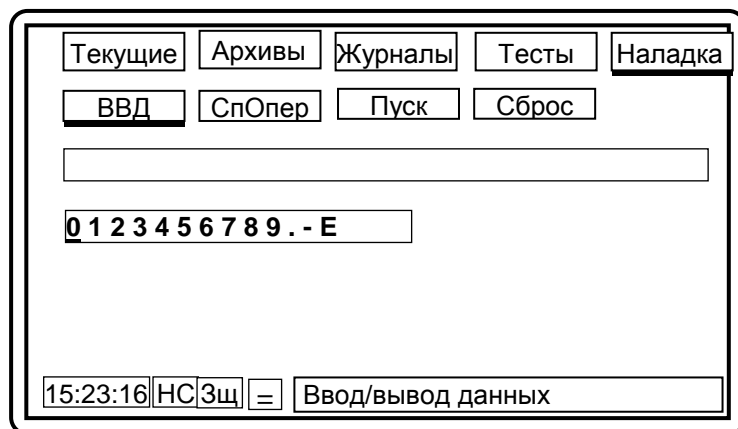 Текущие Архивы Журналы Тесты Наладка
ВВД СпОпер Пуск Сброс
0 1 2 3 4 5 6 7 8 9 . - E
15:23:16 НС Зщ = Ввод/вывод данных